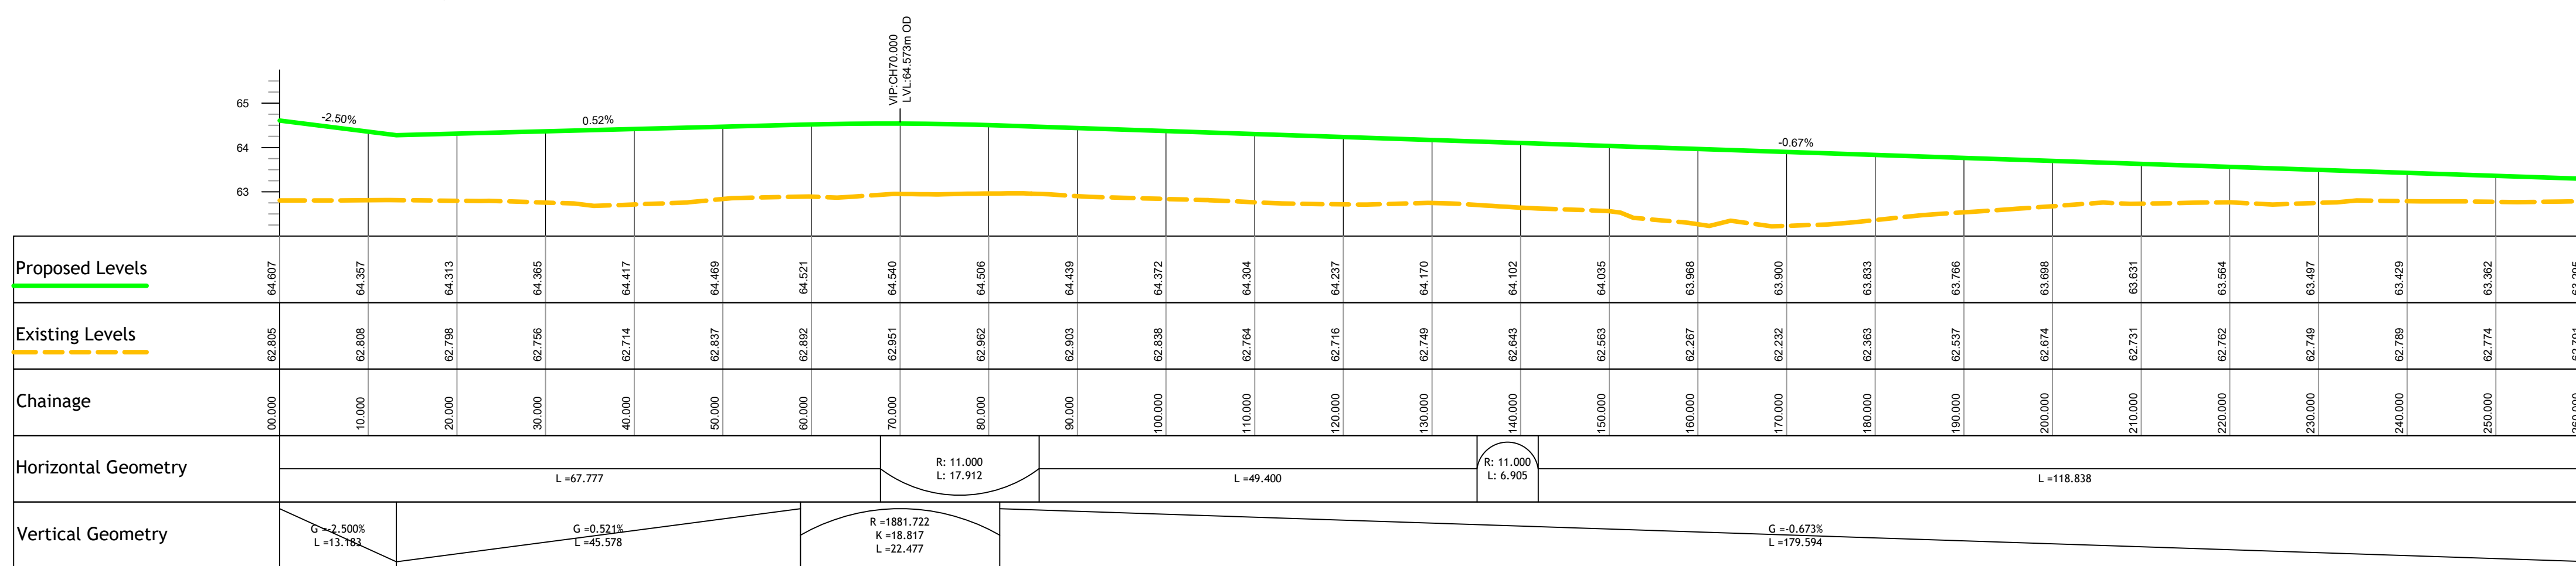 VIP:CH70.000
LVL:64.573m OD
65
64
63
-2.50%
0.52%
-0.67%
Proposed Levels
64.607 64.357 64.313 64.365 64.417 64.469 64.521 64.540 64.506 64.439 64.372 64.304 64.237 64.170 64.102 64.035 63.968 63.900 63.833 63.766 63.698 63.631 63.564 63.497 63.429 63.362
Existing Levels
62.805 62.808 62.798 62.756 62.714 62.837 62.892 62.951 62.962 62.903 62.838 62.764 62.716 62.749 62.643 62.563 62.267 62.232 62.363 62.537 62.674 62.731 62.762 62.749 62.789 62.774
Chainage
00.000 10.000 20.000 30.000 40.000 50.000 60.000 70.000 80.000 90.000 100.000 110.000 120.000 130.000 140.000 150.000 160.000 170.000 180.000 190.000 200.000 210.000 220.000 230.000 240.000 250.000
Horizontal Geometry
L =67.777
R: 11.000
L: 17.912
L =49.400
R: 11.000
L: 6.905
L =118.838
Vertical Geometry
G =-2.500%
L =13.183
G =0.521%
L =45.578
R =1881.722
K =18.817
L =22.477
G =-0.673%
L =179.594